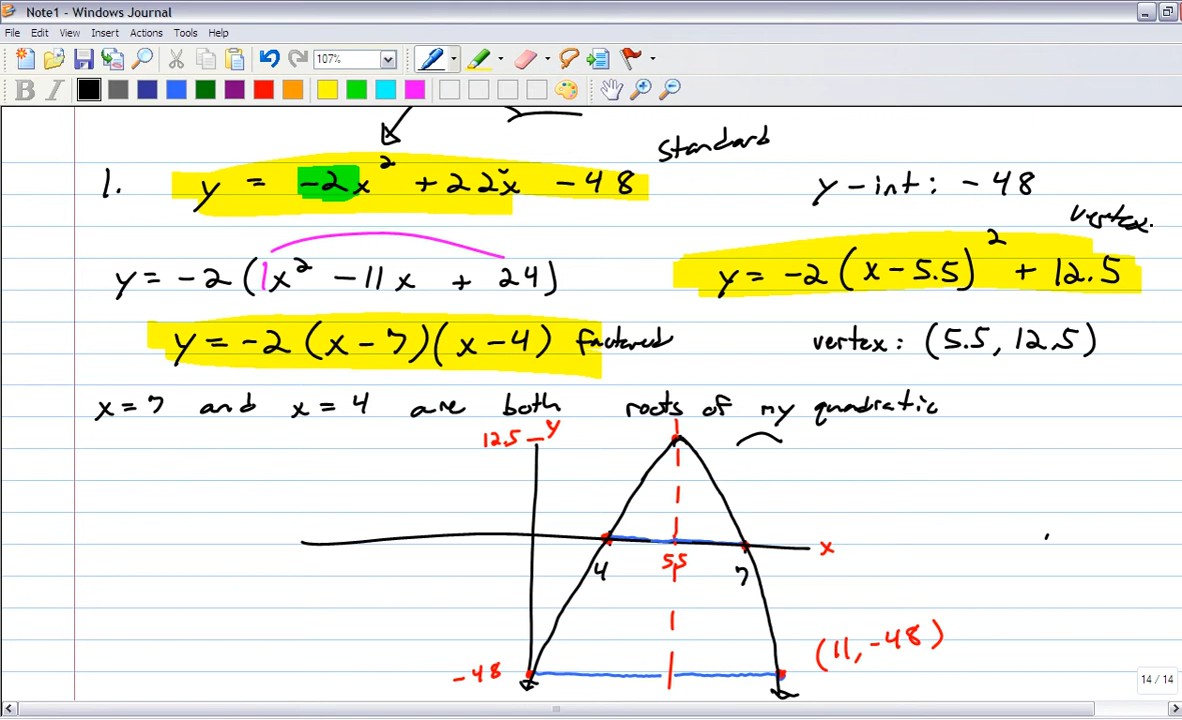 Note1 - Windows Journal
File Edit View Insert Actions Tools Help
107%
B I
standard
1. y = -2x² + 22x - 48
y-int: -48
vertex.
y = -2(1x² - 11x + 24)
y = -2(x - 5.5)² + 12.5
y = -2(x - 7)(x - 4) factored
vertex: (5.5, 12.5)
x = 7 and x = 4 are both roots of my quadratic
12.5 y
x
4 5.5 7
(11, -48)
-48
14 / 14